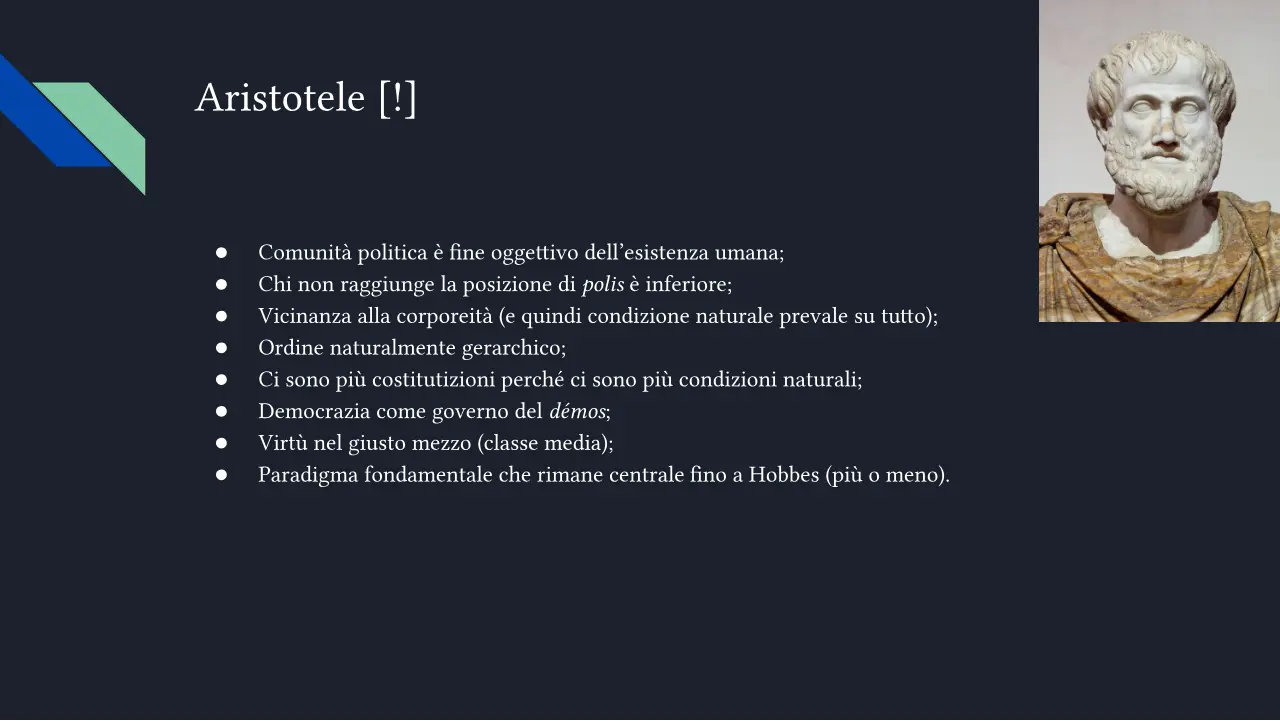 Aristotele [!]
● Comunità politica è fine oggettivo dell’esistenza umana;
● Chi non raggiunge la posizione di polis è inferiore;
● Vicinanza alla corporeità (e quindi condizione naturale prevale su tutto);
● Ordine naturalmente gerarchico;
● Ci sono più costitutizioni perché ci sono più condizioni naturali;
● Democrazia come governo del démos;
● Virtù nel giusto mezzo (classe media);
● Paradigma fondamentale che rimane centrale fino a Hobbes (più o meno).